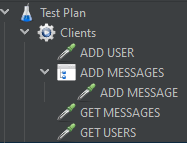 Test Plan
Clients
ADD USER
ADD MESSAGES
ADD MESSAGE
GET MESSAGES
GET USERS